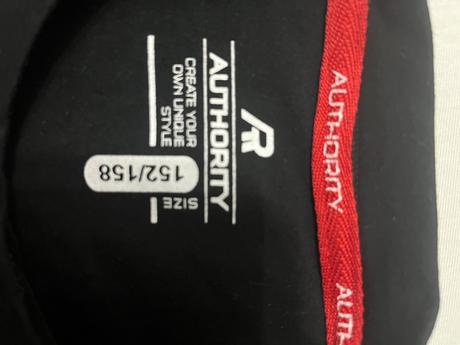 AUTHORITY
CREATE YOUR
OWN UNIQUE
STYLE
SIZE
152/158
AUTHORITY
AUTH